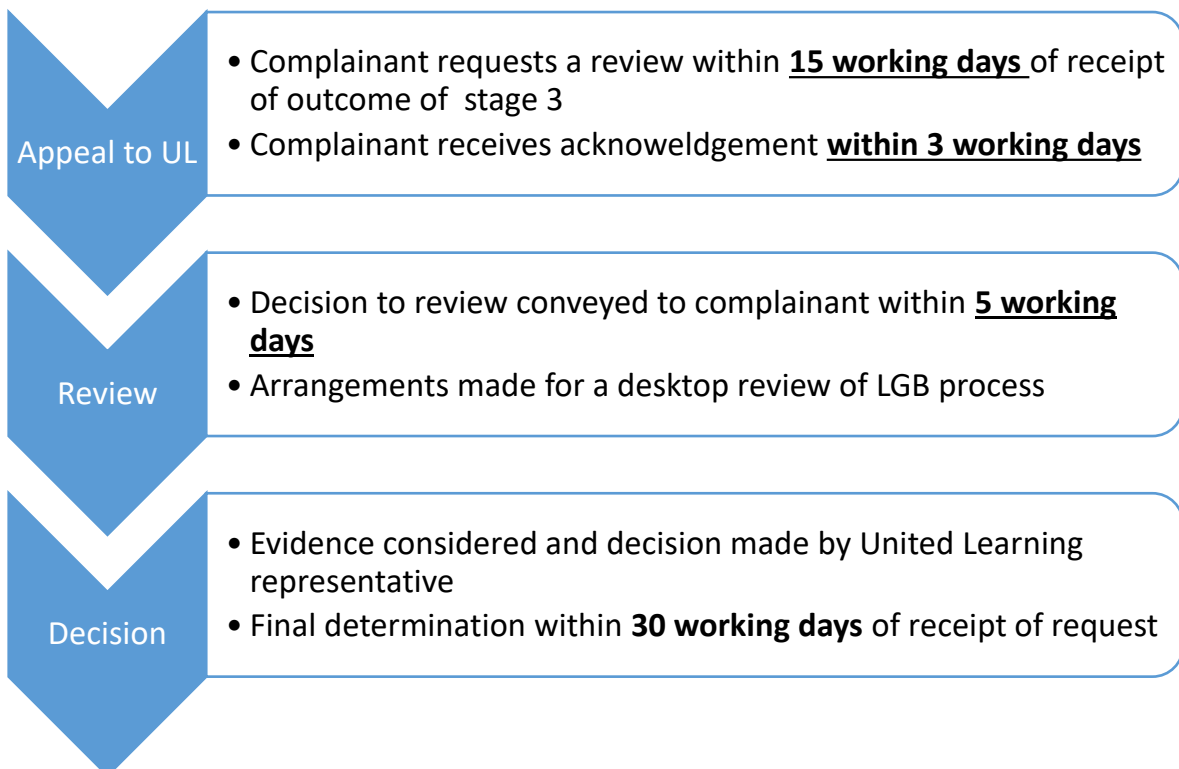 Appeal to UL
• Complainant requests a review within 15 working days of receipt
of outcome of stage 3
• Complainant receives acknoweldgement within 3 working days
Review
• Decision to review conveyed to complainant within 5 working
days
• Arrangements made for a desktop review of LGB process
Decision
• Evidence considered and decision made by United Learning
representative
• Final determination within 30 working days of receipt of request